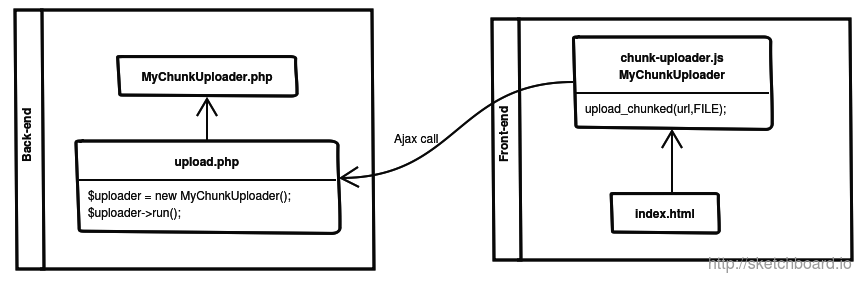 Back-end
MyChunkUploader.php
upload.php
$uploader = new MyChunkUploader();
$uploader->run();
Ajax call
Front-end
chunk-uploader.js
MyChunkUploader
upload_chunked(url,FILE);
index.html
http://sketchboard.io